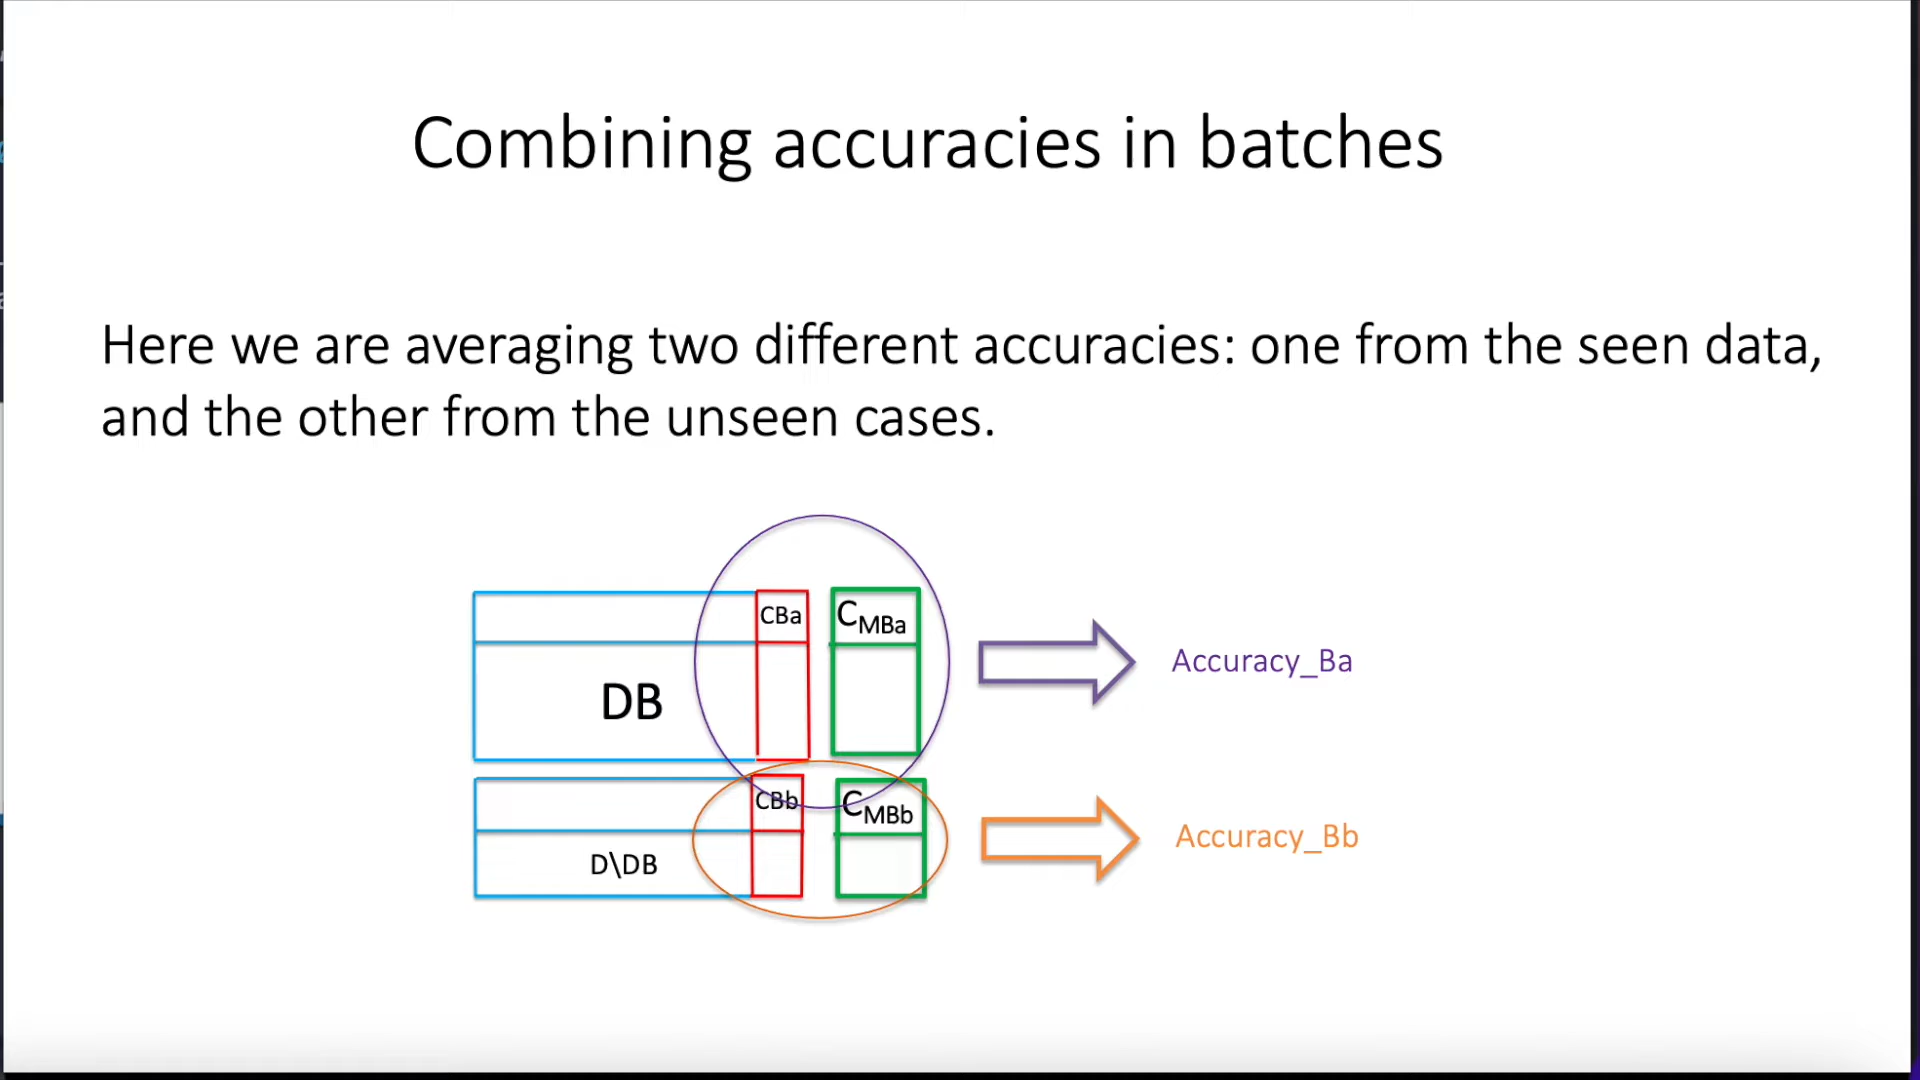 Combining accuracies in batches
Here we are averaging two different accuracies: one from the seen data,
and the other from the unseen cases.
CBa
CMBa
DB
Accuracy_Ba
CBb
CMBb
D\DB
Accuracy_Bb